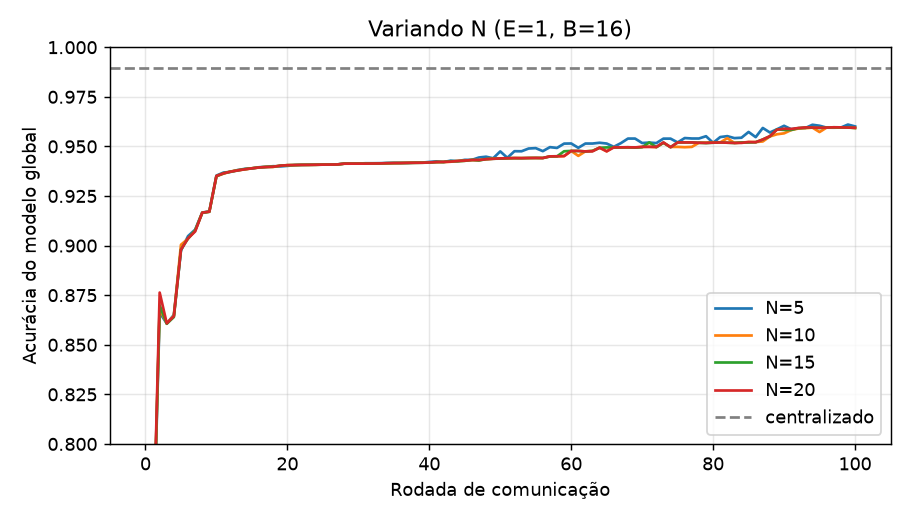 Variando N (E=1, B=16)
Acurácia do modelo global
1.000
0.975
0.950
0.925
0.900
0.875
0.850
0.825
0.800
N=5
N=10
N=15
N=20
centralizado
0 20 40 60 80 100
Rodada de comunicação